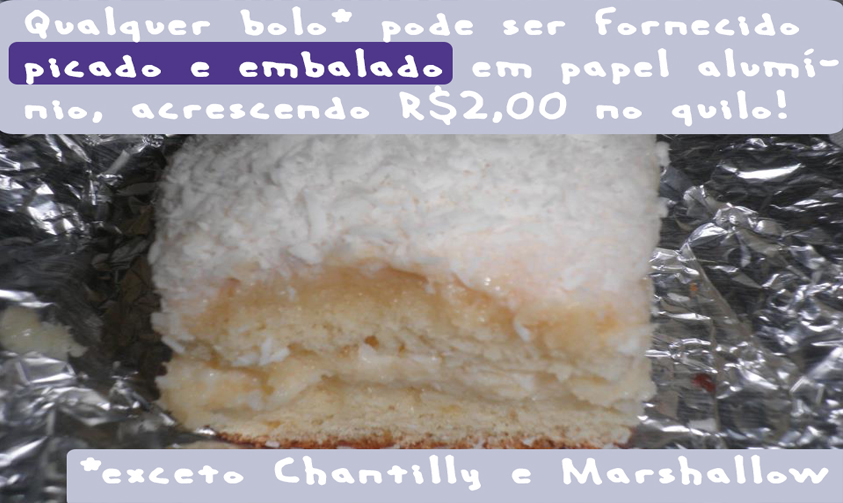 Qualquer bolo* pode ser fornecido
picado e embalado em papel alumí-
nio, acrescendo R$2,00 no quilo!
*exceto Chantilly e Marshallow